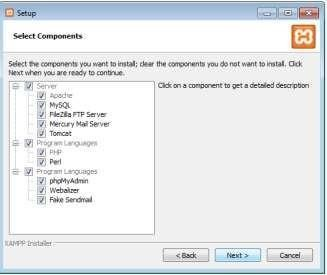 Setup
Select Components
Select the components you want to install; clear the components you do not want to install. Click
Next when you are ready to continue.
Server
Apache
MySQL
FileZilla FTP Server
Mercury Mail Server
Tomcat
Program Languages
PHP
Perl
Program Languages
phpMyAdmin
Webalizer
Fake Sendmail
Click on a component to get a detailed description
XAMPP Installer
< Back
Next >
Cancel